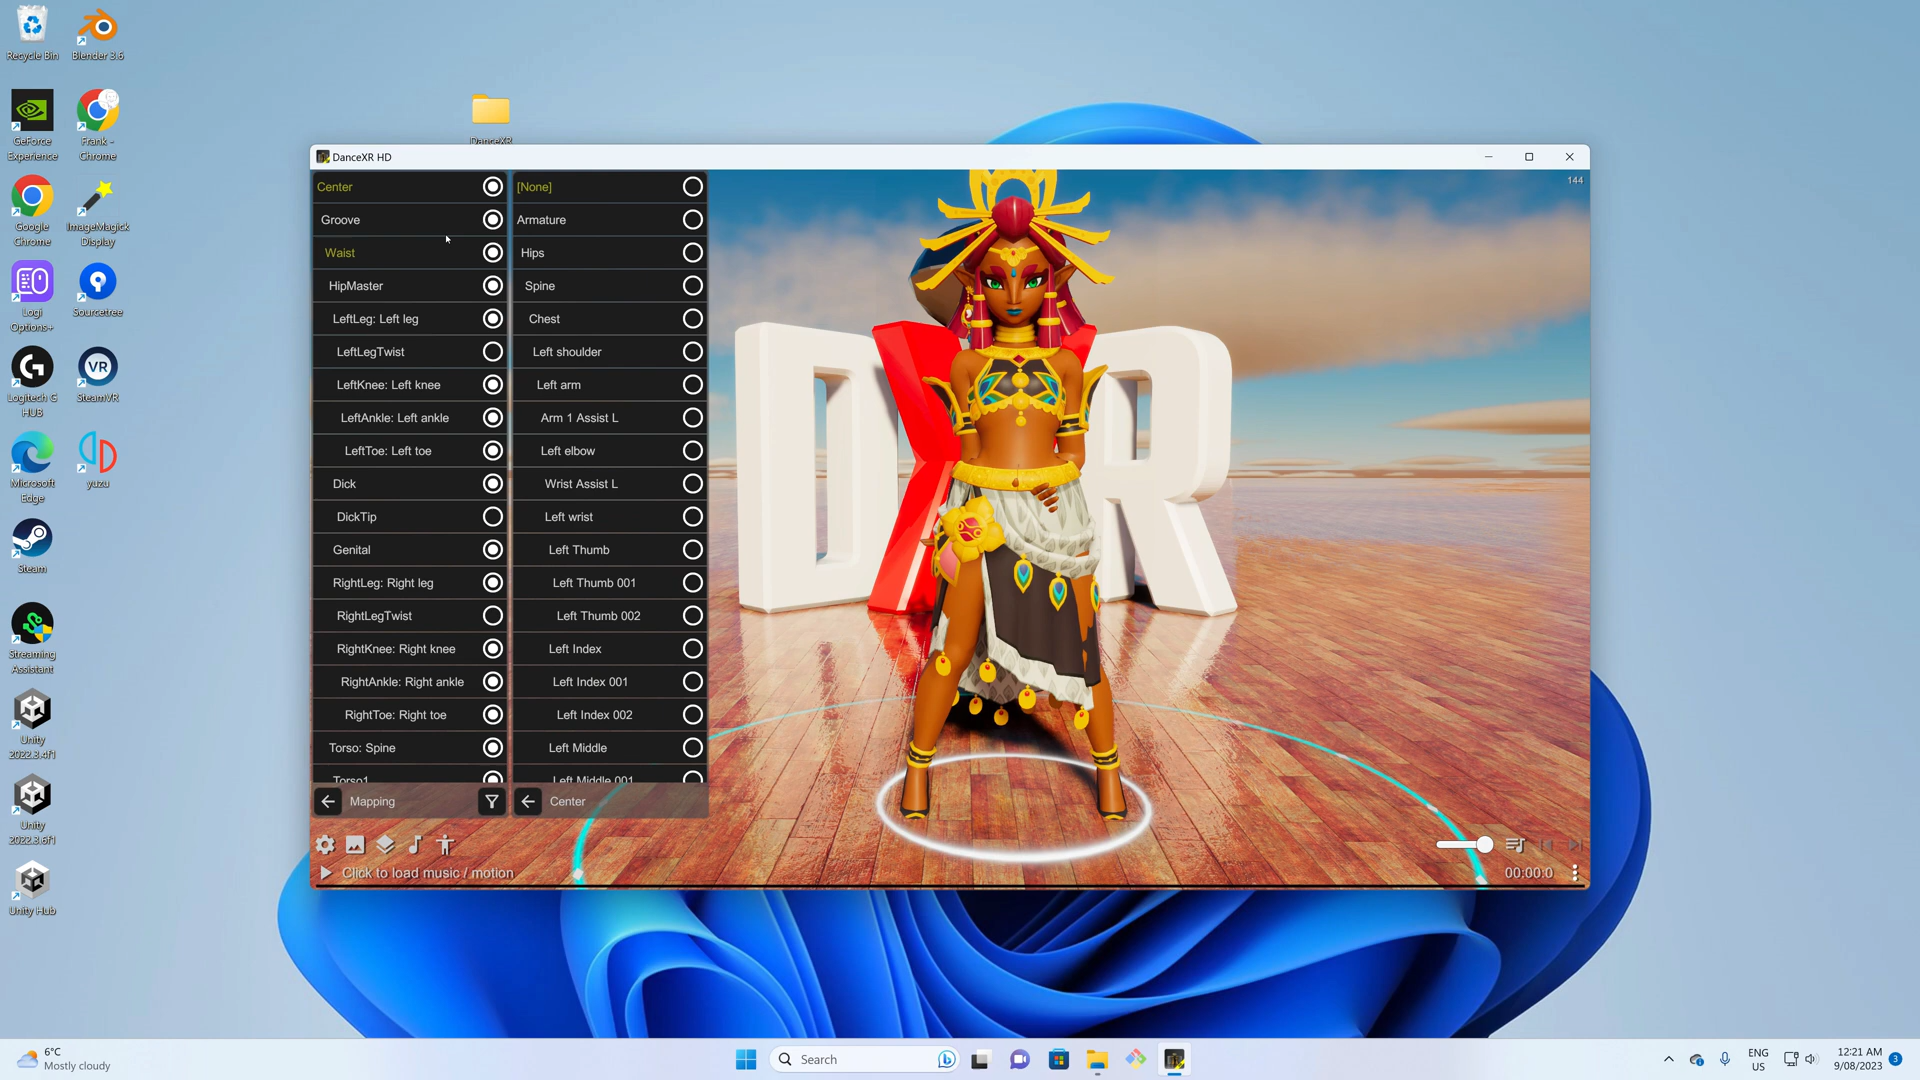 Recycle Bin
Blender 3.6
GeForce
Experience
Frank -
Chrome
Google
Chrome
ImageMagick
Display
Logi
Options+
Sourcetree
Logitech G
HUB
SteamVR
Microsoft
Edge
yuzu
Steam
Streaming
Assistant
Unity
2022.3.4f1
Unity
2022.3.6f1
Unity Hub
DanceXR
DanceXR HD
144
Center
Groove
Waist
HipMaster
LeftLeg: Left leg
LeftLegTwist
LeftKnee: Left knee
LeftAnkle: Left ankle
LeftToe: Left toe
Dick
DickTip
Genital
RightLeg: Right leg
RightLegTwist
RightKnee: Right knee
RightAnkle: Right ankle
RightToe: Right toe
Torso: Spine
Torso1
Mapping
[None]
Armature
Hips
Spine
Chest
Left shoulder
Left arm
Arm 1 Assist L
Left elbow
Wrist Assist L
Left wrist
Left Thumb
Left Thumb 001
Left Thumb 002
Left Index
Left Index 001
Left Index 002
Left Middle
Left Middle 001
Center
DXR
Click to load music / motion
00:00:0
6°C
Mostly cloudy
Search
ENG
US
12:21 AM
9/08/2023
3